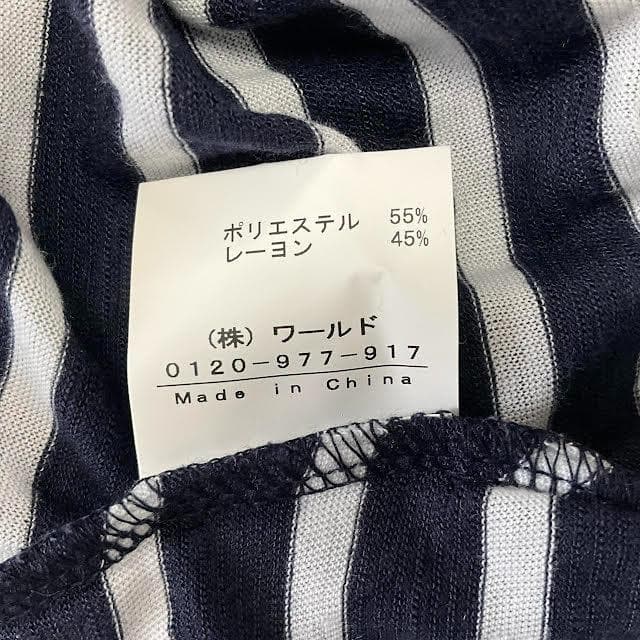 ポリエステル 55%
レーヨン 45%
(株) ワールド
0120-977-917
Made in China